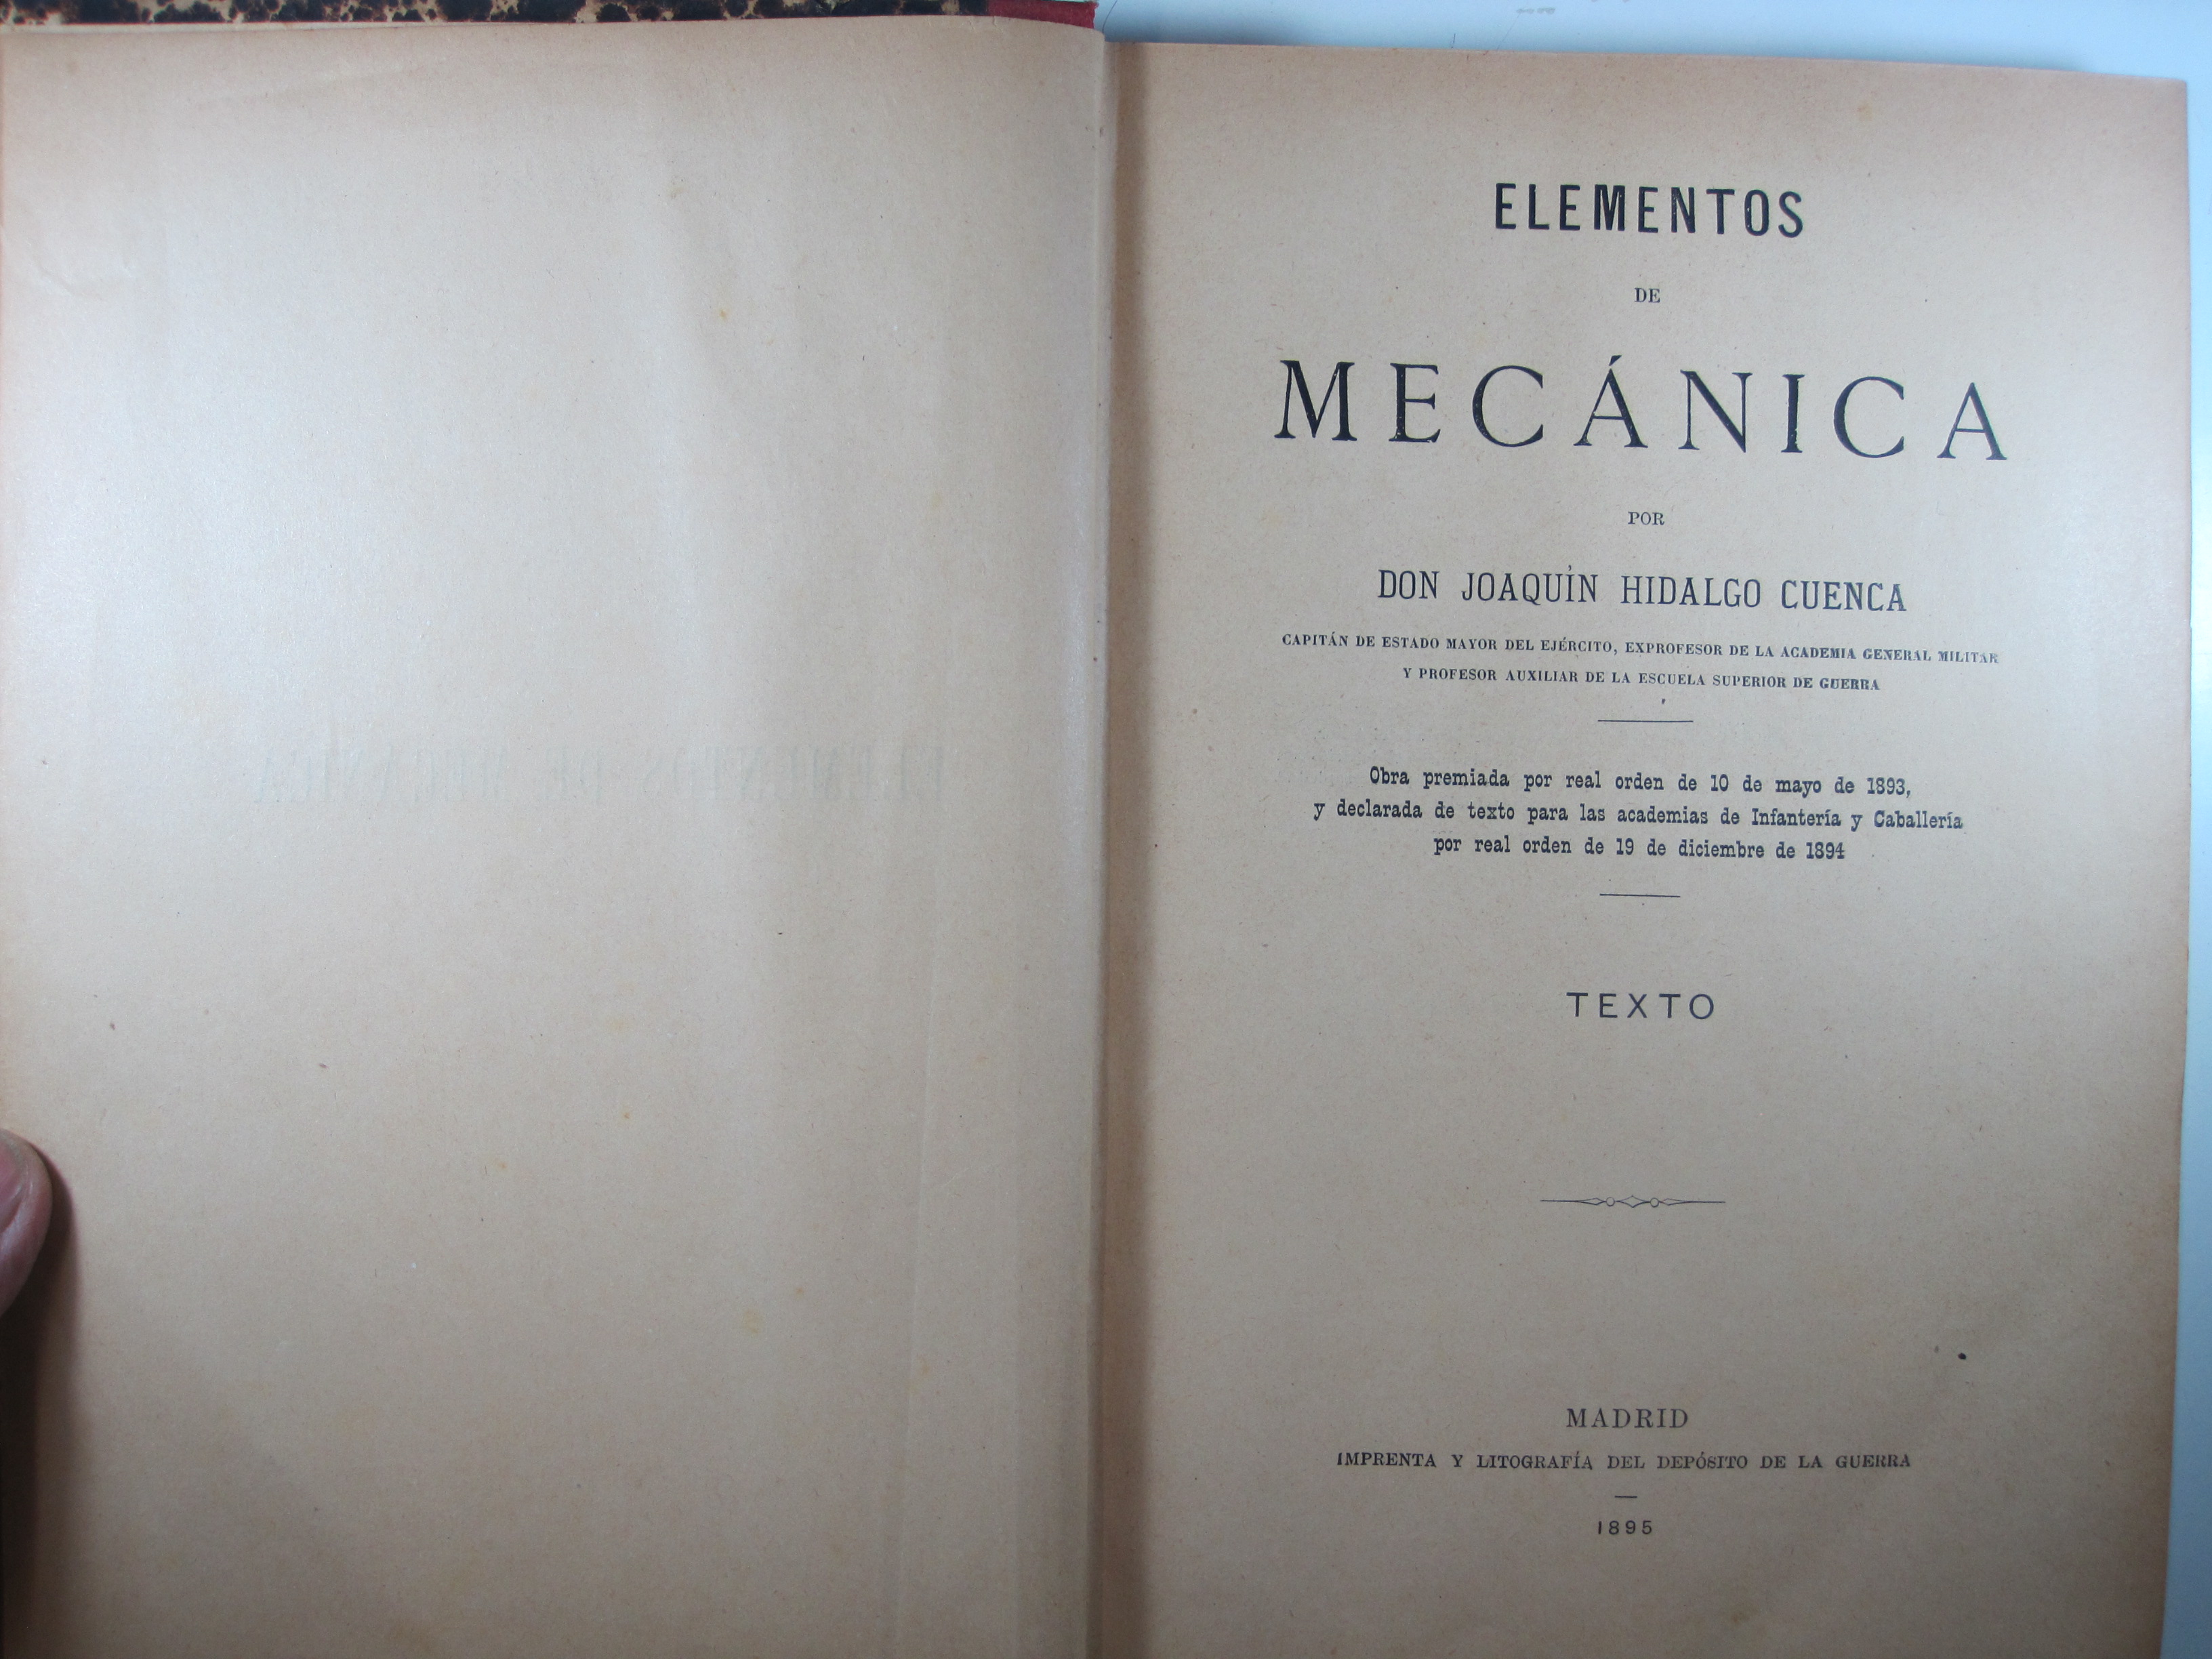 ELEMENTOS
DE
MECÁNICA
POR
DON JOAQUÍN HIDALGO CUENCA
CAPITÁN DE ESTADO MAYOR DEL EJÉRCITO, EXPROFESOR DE LA ACADEMIA GENERAL MILITAR
Y PROFESOR AUXILIAR DE LA ESCUELA SUPERIOR DE GUERRA
Obra premiada por real orden de 10 de mayo de 1893,
y declarada de texto para las academias de Infantería y Caballería
por real orden de 19 de diciembre de 1894
TEXTO
MADRID
IMPRENTA Y LITOGRAFÍA DEL DEPÓSITO DE LA GUERRA
1895